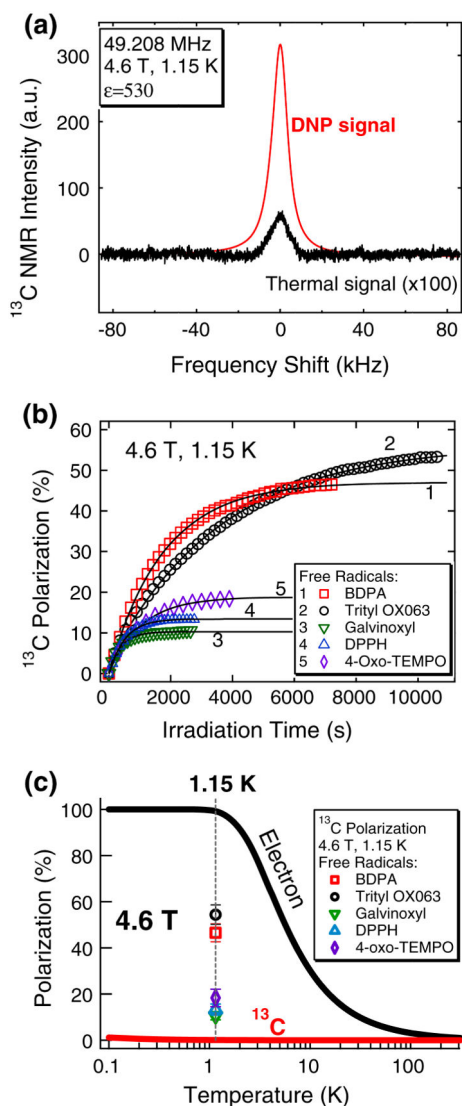 (a)
49.208 MHz
4.6 T, 1.15 K
ε=530
300
200
100
0
¹³C NMR Intensity (a.u.)
DNP signal
Thermal signal (x100)
-80
-40
0
40
80
Frequency Shift (kHz)
(b)
4.6 T, 1.15 K
60
50
40
30
20
10
0
¹³C Polarization (%)
2
1
5
4
3
Free Radicals:
1 BDPA
2 Trityl OX063
3 Galvinoxyl
4 DPPH
5 4-Oxo-TEMPO
0
2000
4000
6000
8000
10000
Irradiation Time (s)
(c)
1.15 K
100
80
60
40
20
0
Polarization (%)
4.6 T
Electron
¹³C
¹³C Polarization
4.6 T, 1.15 K
Free Radicals:
BDPA
Trityl OX063
Galvinoxyl
DPPH
4-oxo-TEMPO
0.1
1
10
100
Temperature (K)